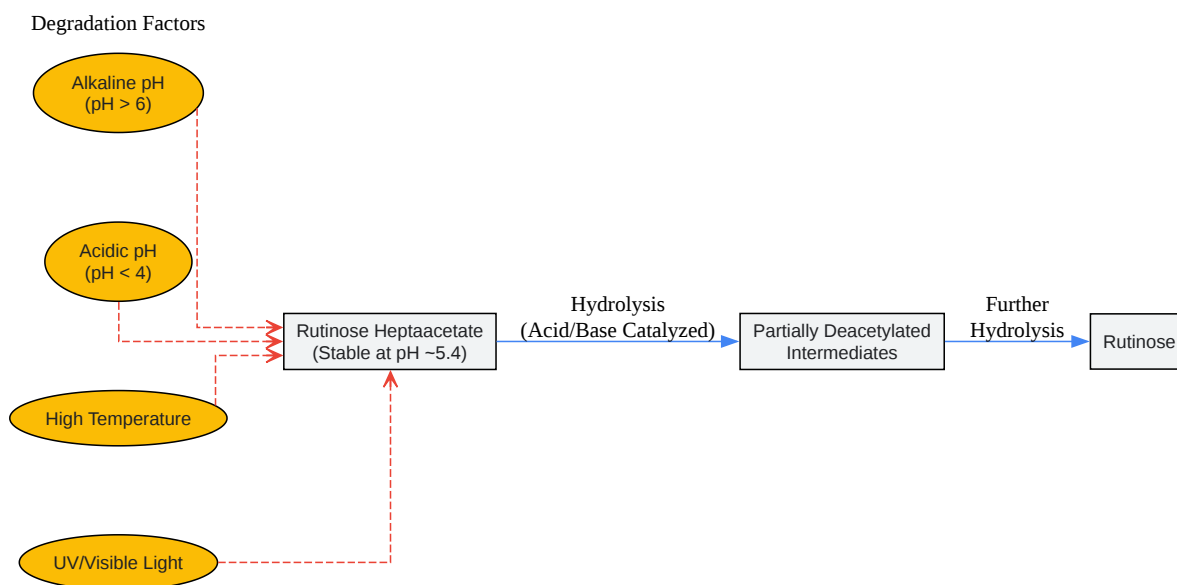 Degradation Factors
Alkaline pH
(pH > 6)
Acidic pH
(pH < 4)
High Temperature
UV/Visible Light
Rutinose Heptaacetate
(Stable at pH ~5.4)
Hydrolysis
(Acid/Base Catalyzed)
Partially Deacetylated
Intermediates
Further
Hydrolysis
Rutinose